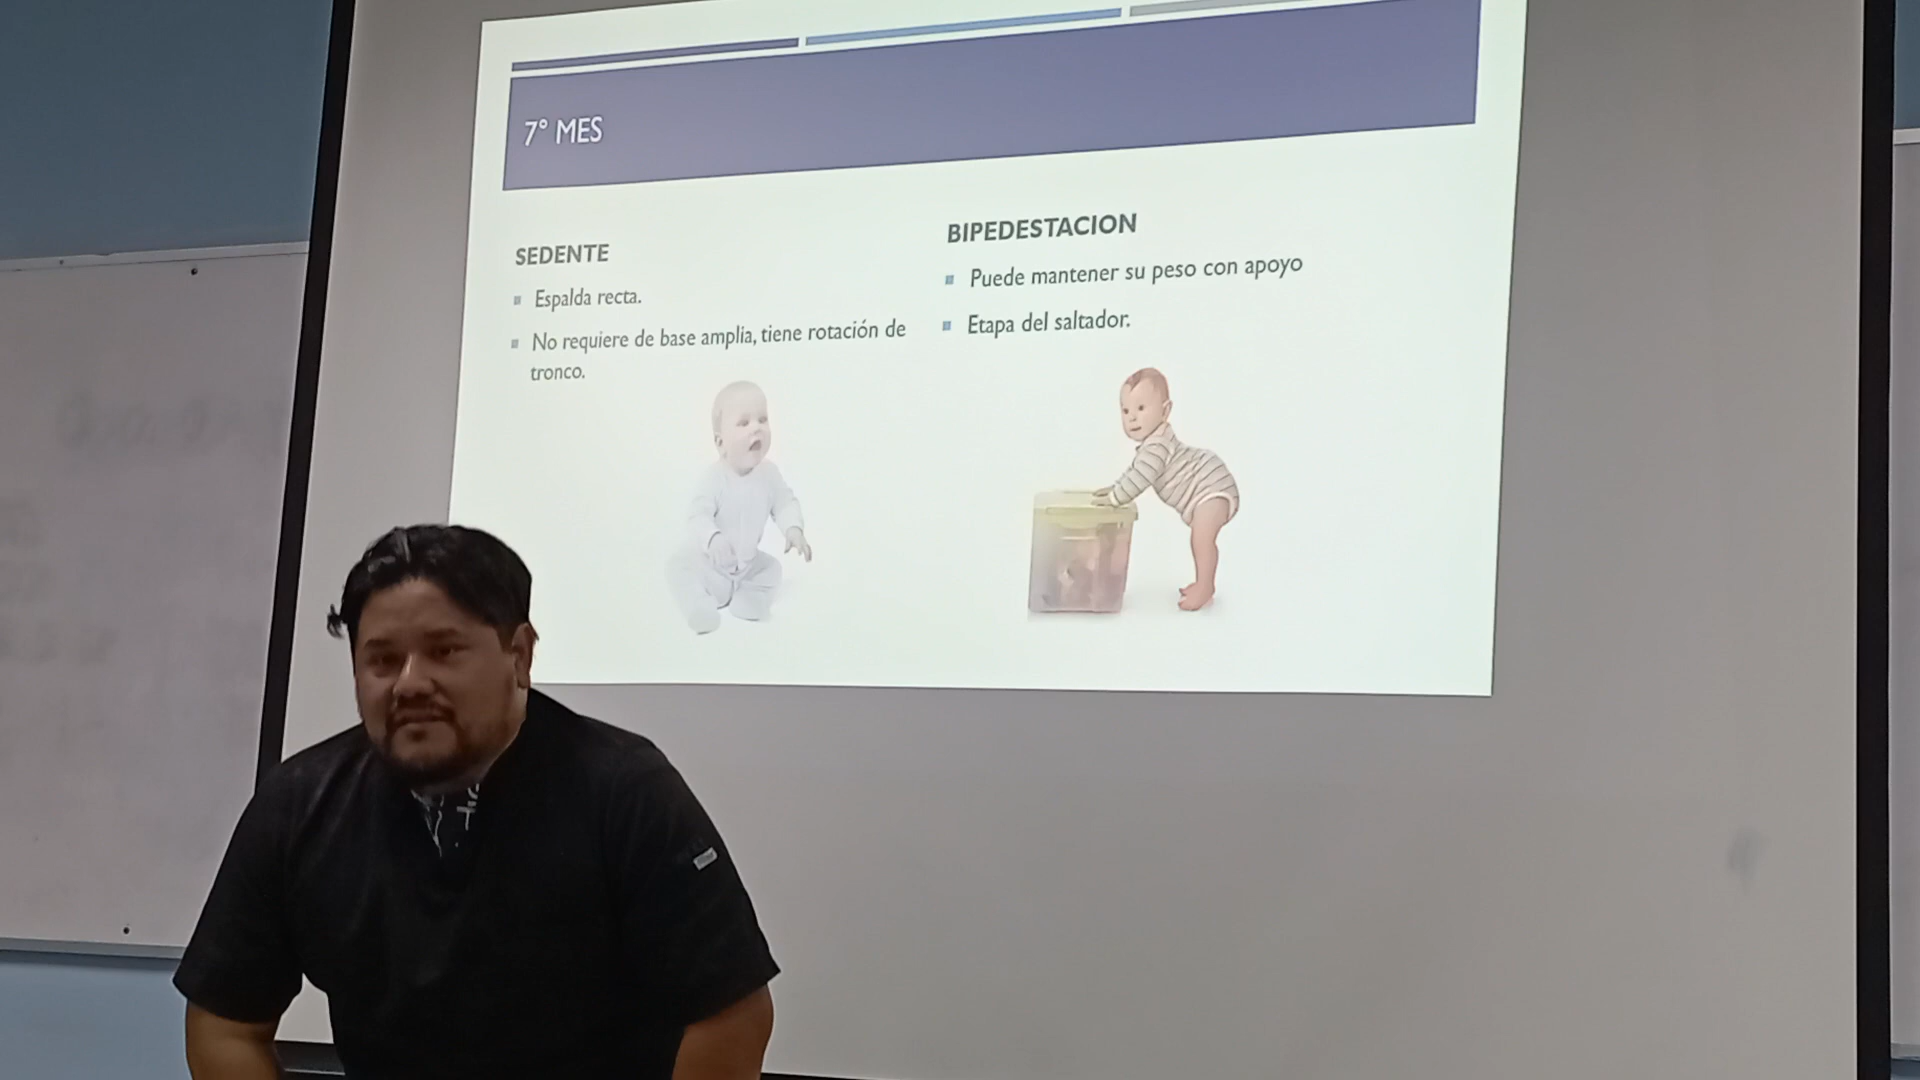 7° MES
SEDENTE
Espalda recta.
No requiere de base amplia, tiene rotación de
tronco.
BIPEDESTACION
Puede mantener su peso con apoyo
Etapa del saltador.